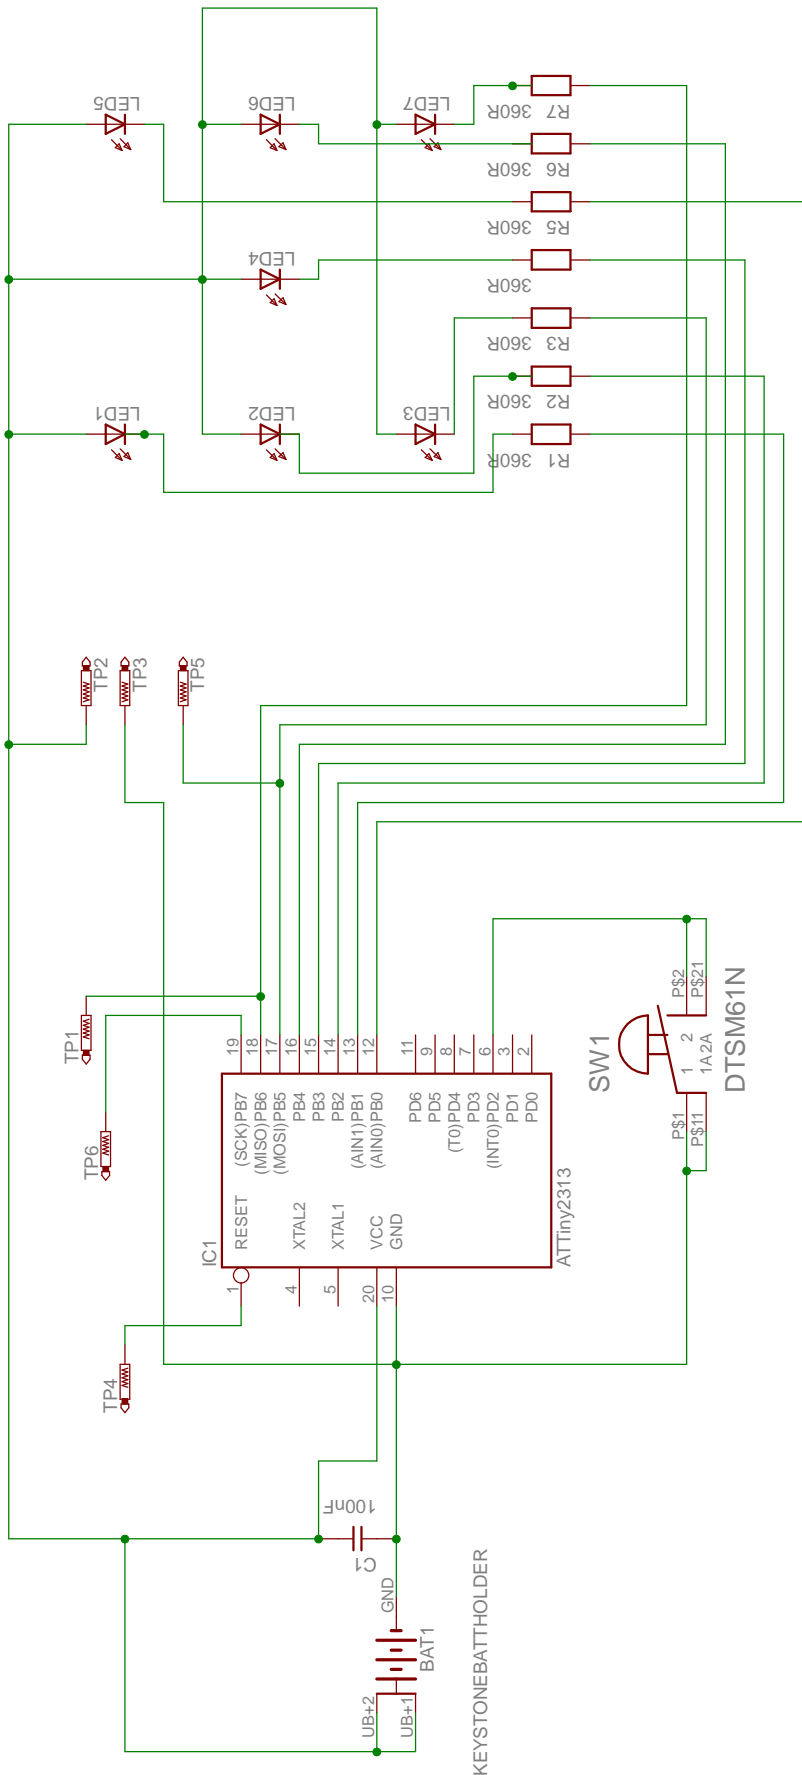 LED5
LED6
LED7
R7 360R
R6 360R
R5 360R
LED4
360R
R3 360R
R2 360R
LED1
LED2
LED3
R1 360R
TP2
TP3
TP5
TP1
TP6
TP4
IC1
RESET
XTAL2
XTAL1
VCC
GND
1
4
5
20
10
19
18
17
16
15
14
13
12
11
9
8
7
6
3
2
(SCK)PB7
(MISO)PB6
(MOSI)PB5
PB4
PB3
PB2
(AIN1)PB1
(AIN0)PB0
PD6
PD5
(T0)PD4
PD3
(INT0)PD2
PD1
PD0
ATTiny2313
SW1
P$2
P$21
P$1
P$11
1 2
1A 2A
DTSM61N
100nF
C1
GND
BAT1
UB+2
UB+1
KEYSTONEBATTHOLDER